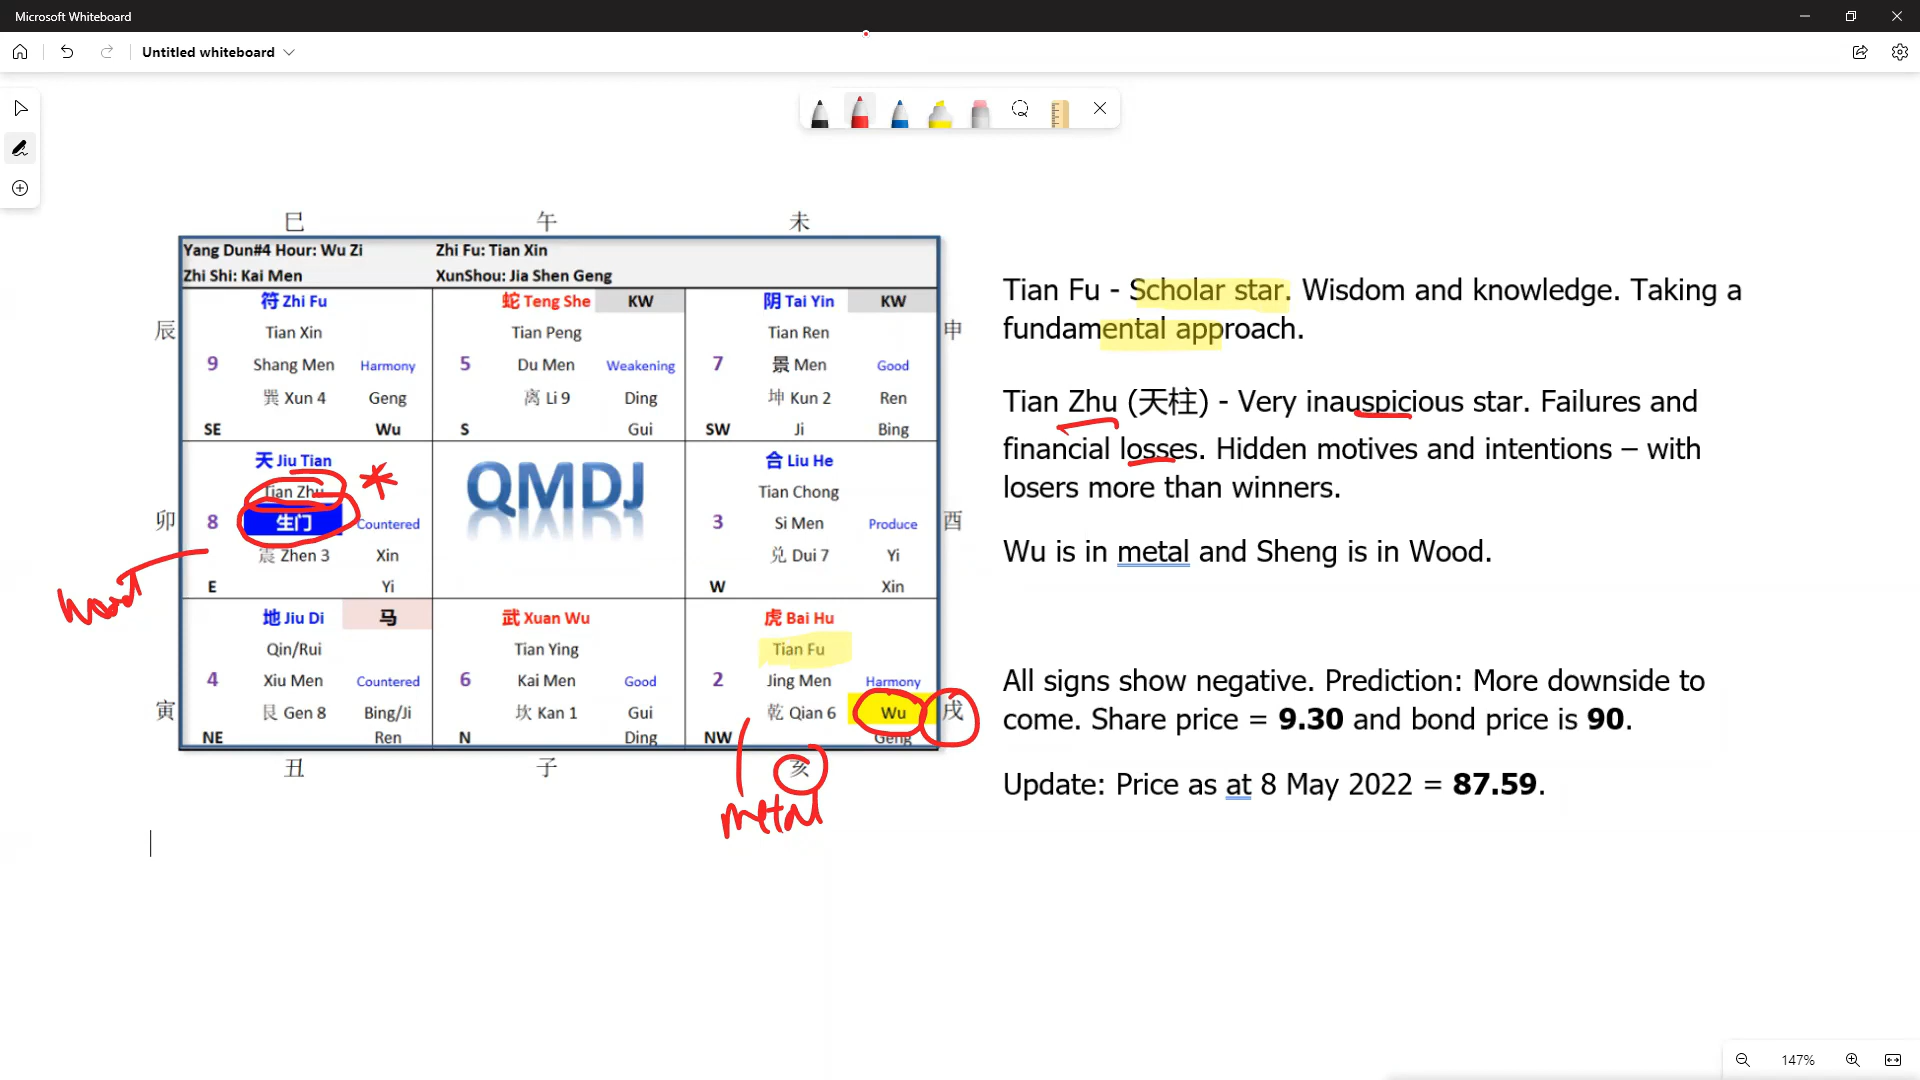 Microsoft Whiteboard
Untitled whiteboard
巳 午 未
Yang Dun#4 Hour: Wu Zi Zhi Fu: Tian Xin
Zhi Shi: Kai Men XunShou: Jia Shen Geng
符 Zhi Fu 蛇 Teng She KW 阴 Tai Yin KW
辰 Tian Xin Tian Peng Tian Ren 申
9 Shang Men Harmony 5 Du Men Weakening 7 景 Men Good
巽 Xun 4 Geng 离 Li 9 Ding 坤 Kun 2 Ren
SE Wu S Gui SW Ji Bing
天 Jiu Tian 合 Liu He
Tian Zhu * QMDJ Tian Chong
卯 8 生门 Countered 3 Si Men Produce 酉
震 Zhen 3 Xin 兑 Dui 7 Yi
E Yi W Xin
wood
地 Jiu Di 马 武 Xuan Wu 虎 Bai Hu
Qin/Rui Tian Ying Tian Fu
4 Xiu Men Countered 6 Kai Men Good 2 Jing Men Harmony
寅 艮 Gen 8 Bing/Ji 坎 Kan 1 Gui 乾 Qian 6 Wu 戌
NE Ren N Ding NW Geng
丑 子 亥
metal
Tian Fu - Scholar star. Wisdom and knowledge. Taking a
fundamental approach.
Tian Zhu (天柱) - Very inauspicious star. Failures and
financial losses. Hidden motives and intentions – with
losers more than winners.
Wu is in metal and Sheng is in Wood.
All signs show negative. Prediction: More downside to
come. Share price = 9.30 and bond price is 90.
Update: Price as at 8 May 2022 = 87.59.
147%